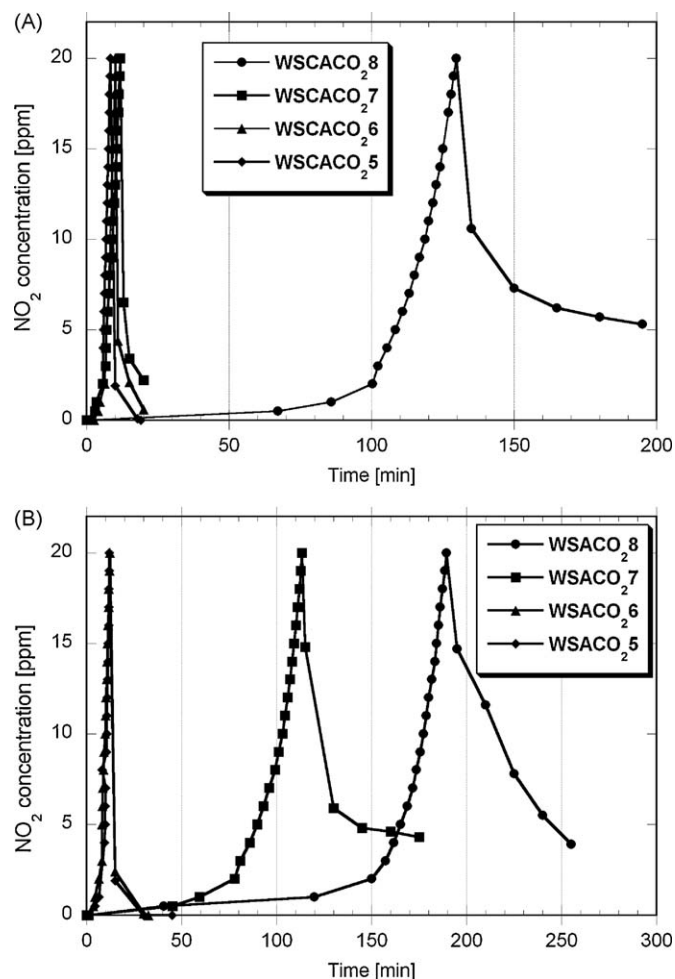 (A)
NO2 concentration [ppm]
20
15
10
5
0
WSCACO28
WSCACO27
WSCACO26
WSCACO25
0 50 100 150 200
Time [min]
(B)
NO2 concentration [ppm]
20
15
10
5
0
WSACO28
WSACO27
WSACO26
WSACO25
0 50 100 150 200 250 300
Time [min]